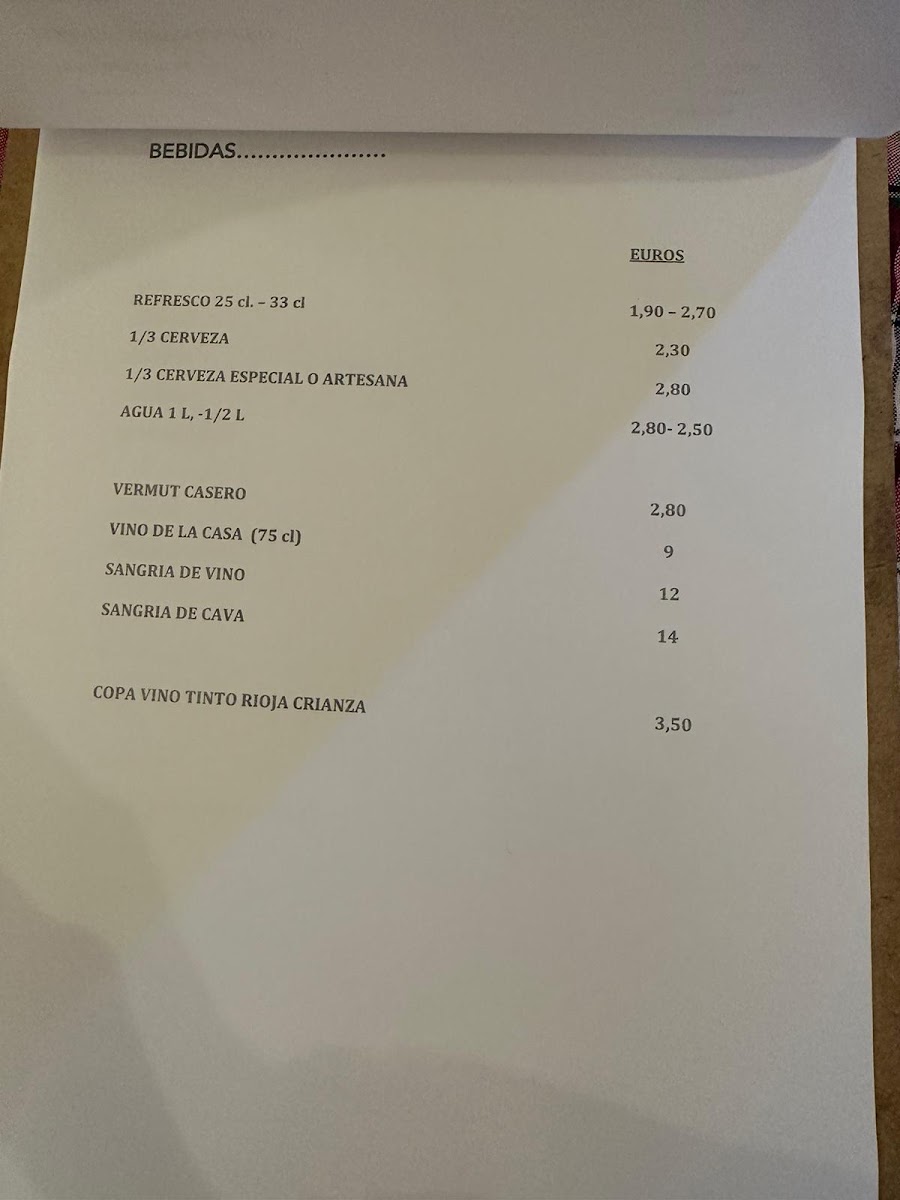 BEBIDAS.....................
EUROS
REFRESCO 25 cl. – 33 cl 1,90 – 2,70
1/3 CERVEZA 2,30
1/3 CERVEZA ESPECIAL O ARTESANA 2,80
AGUA 1 L, -1/2 L 2,80- 2,50
VERMUT CASERO 2,80
VINO DE LA CASA (75 cl) 9
SANGRIA DE VINO 12
SANGRIA DE CAVA 14
COPA VINO TINTO RIOJA CRIANZA 3,50